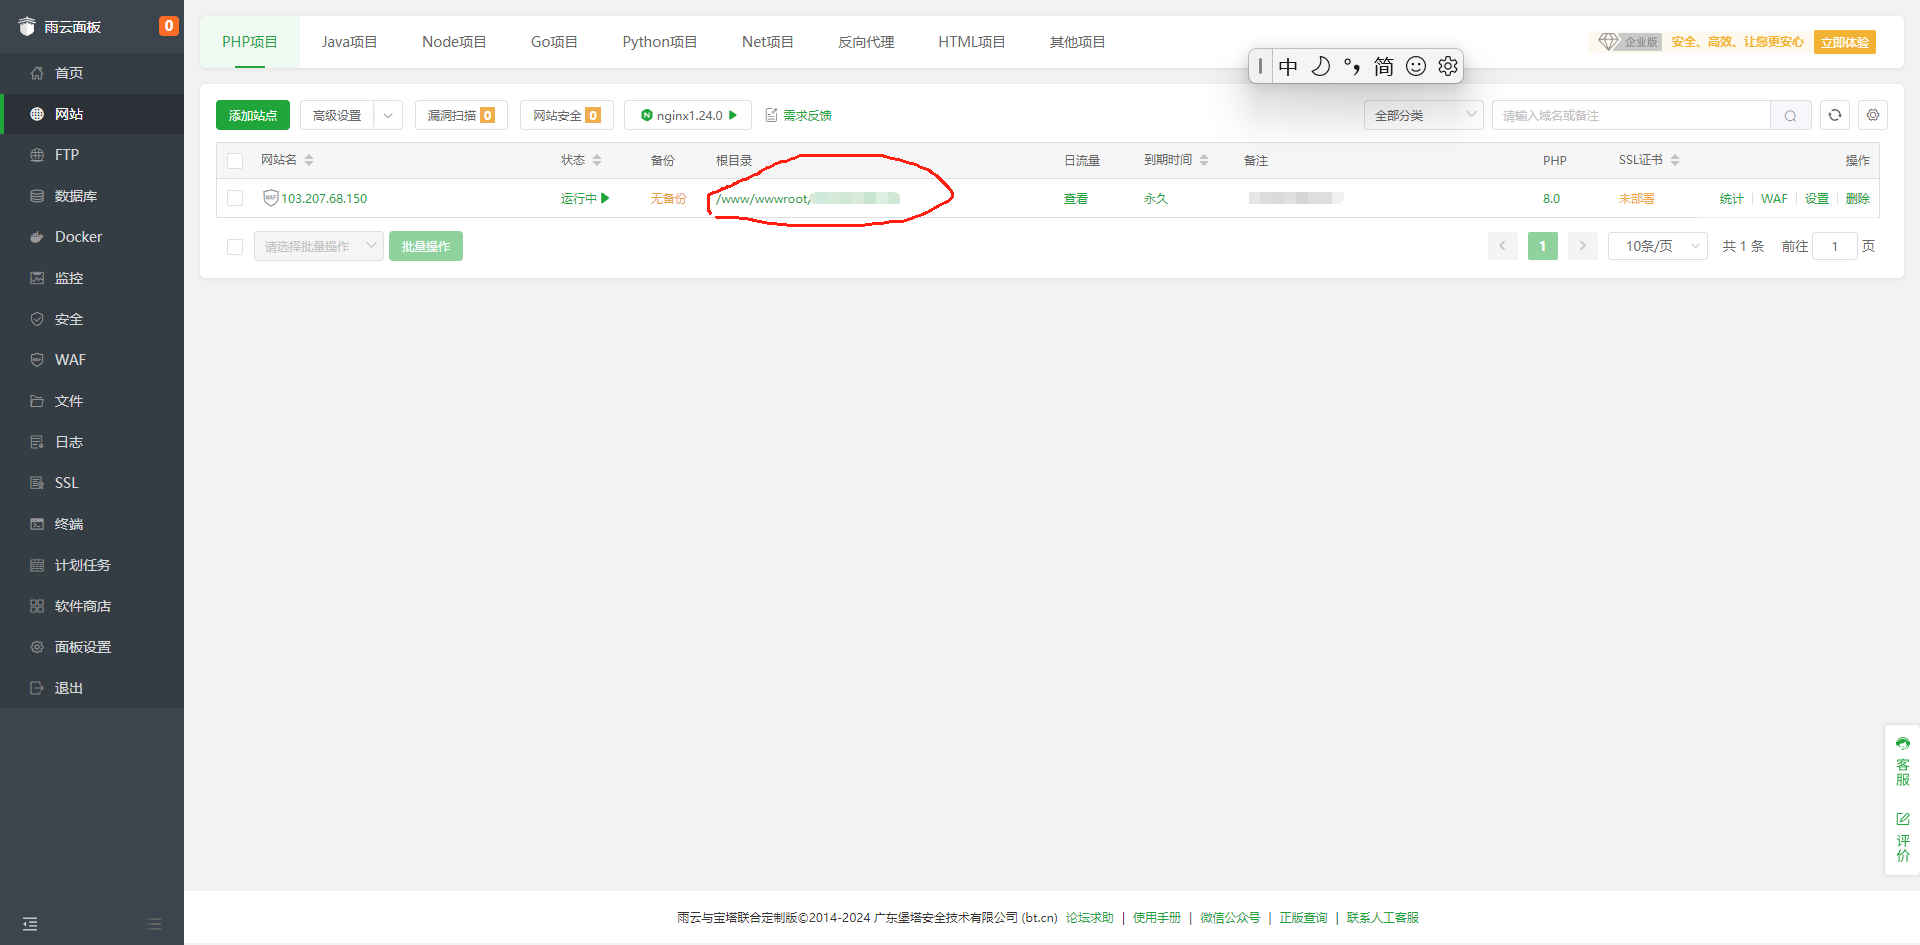 雨云面板
0
首页
网站
FTP
数据库
Docker
监控
安全
WAF
文件
日志
SSL
终端
计划任务
软件商店
面板设置
退出
PHP项目 Java项目 Node项目 Go项目 Python项目 Net项目 反向代理 HTML项目 其他项目
企业版 安全、高效、让您更安心 立即体验
中 简
添加站点 高级设置 漏洞扫描 0 网站安全 0 nginx1.24.0 需求反馈 全部分类 请输入域名或备注
网站名 状态 备份 根目录 日流量 到期时间 备注 PHP SSL证书 操作
WAF 103.207.68.150 运行中 无备份 /www/wwwroot/ 查看 永久 8.0 未部署 统计 | WAF | 设置 | 删除
请选择批量操作 批量操作 1 10条/页 共 1 条 前往 1 页
客服
评价
雨云与宝塔联合定制版©2014-2024 广东堡塔安全技术有限公司 (bt.cn) 论坛求助 | 使用手册 | 微信公众号 | 正版查询 | 联系人工客服